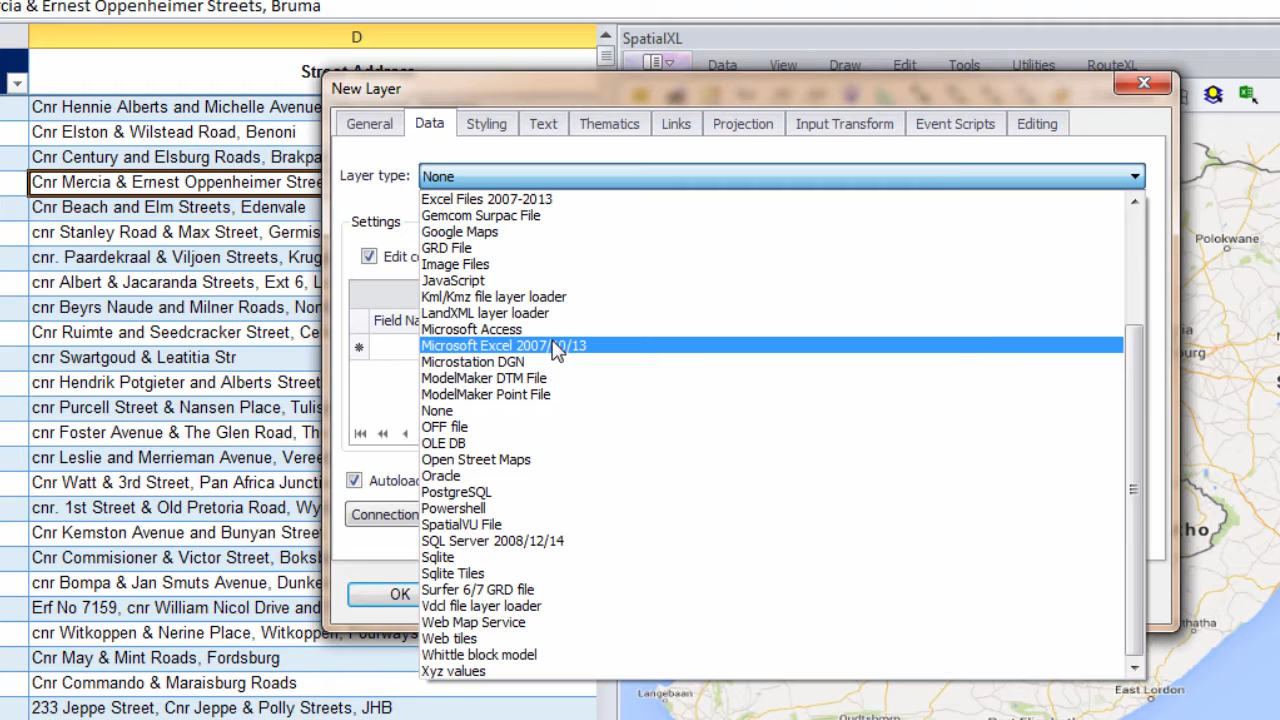 cia & Ernest Oppenheimer Streets, Bruma
D
SpatialXL
Data View Draw Edit Tools Utilities RouteXL
Street Address
New Layer
General Data Styling Text Thematics Links Projection Input Transform Event Scripts Editing
Layer type: None
Excel Files 2007-2013
Gemcom Surpac File
Google Maps
GRD File
Image Files
JavaScript
Kml/Kmz file layer loader
LandXML layer loader
Microsoft Access
Microsoft Excel 2007/10/13
Microstation DGN
ModelMaker DTM File
ModelMaker Point File
None
OFF file
OLE DB
Open Street Maps
Oracle
PostgreSQL
Powershell
SpatialVU File
SQL Server 2008/12/14
Sqlite
Sqlite Tiles
Surfer 6/7 GRD file
Vdcl file layer loader
Web Map Service
Web tiles
Whittle block model
Xyz values
Settings
Edit c
Field Na
Autoload
Connection
OK
Cnr Hennie Alberts and Michelle Avenue
Cnr Elston & Wilstead Road, Benoni
Cnr Century and Elsburg Roads, Brakpa
Cnr Mercia & Ernest Oppenheimer Stree
Cnr Beach and Elm Streets, Edenvale
cnr Stanley Road & Max Street, Germis
cnr. Paardekraal & Viljoen Streets, Krug
cnr Albert & Jacaranda Streets, Ext 6, L
cnr Beyrs Naude and Milner Roads, Nor
Cnr Ruimte and Seedcracker Street, Ce
cnr Swartgoud & Leatitia Str
cnr Hendrik Potgieter and Albert Street
cnr Purcell Street & Nansen Place, Tulis
cnr Foster Avenue & The Glen Road, Th
cnr Leslie and Merrieman Avenue, Vere
Cnr Watt & 3rd Street, Pan Africa Juncti
cnr. 1st Street & Old Pretoria Road, Wy
Cnr Kemston Avenue and Bunyan Stree
Cnr Commisioner & Victor Street, Boksb
cnr Bompa & Jan Smuts Avenue, Dunke
Erf No 7159, cnr William Nicol Drive and
cnr Witkoppen & Nerine Place, Witkoppen, Fourways
Cnr May & Mint Roads, Fordsburg
Cnr Commando & Maraisburg Roads
233 Jeppe Street, Cnr Jeppe & Polly Streets, JHB
Polokwane
burg
tho
thatha
East London
Langebaan
Oudtshoorn